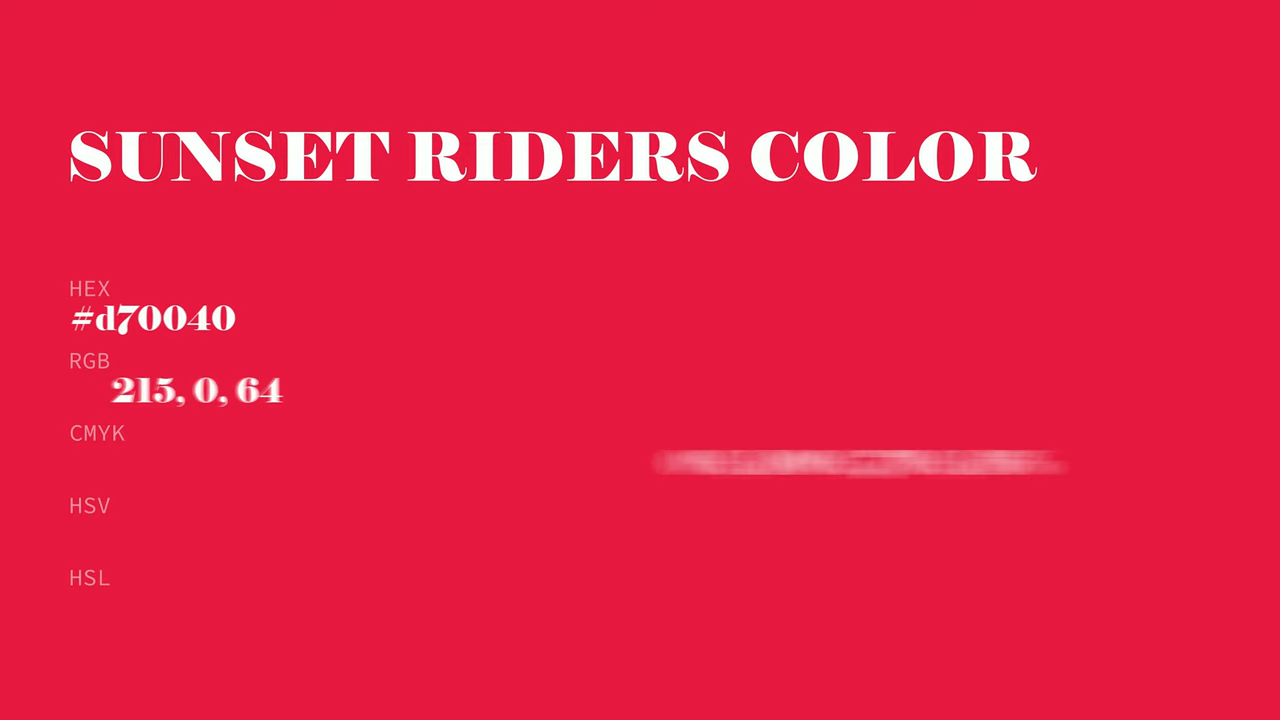 SUNSET RIDERS COLOR
HEX
#d70040
RGB
215, 0, 64
CMYK
HSV
HSL